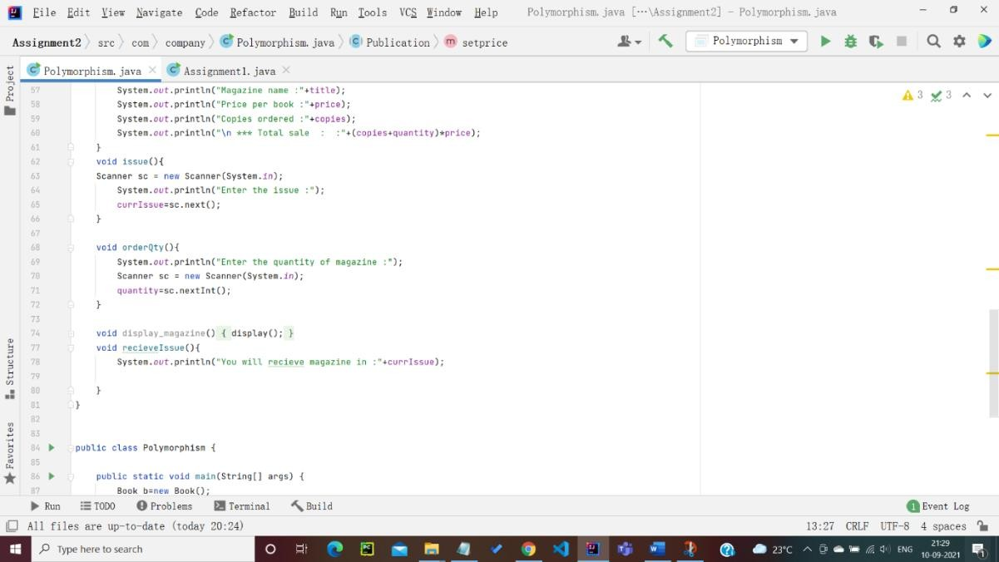 File Edit View Navigate Code Refactor Build Run Tools VCS Window Help Polymorphism.java [...\Assignment2] - Polymorphism.java
Assignment2 src com company Polymorphism.java Publication setprice Polymorphism
Polymorphism.java Assignment1.java
Project
Structure
Favorites
3 3
57 System.out.println("Magazine name :"+title);
58 System.out.println("Price per book :"+price);
59 System.out.println("Copies ordered :"+copies);
60 System.out.println("\n *** Total sale  :  :"+(copies+quantity)*price);
61 }
62 void issue(){
63 Scanner sc = new Scanner(System.in);
64 System.out.println("Enter the issue :");
65 currIssue=sc.next();
66 }
67
68 void orderQty(){
69 System.out.println("Enter the quantity of magazine :");
70 Scanner sc = new Scanner(System.in);
71 quantity=sc.nextInt();
72 }
73
74 void display_magazine() { display(); }
77 void recieveIssue(){
78 System.out.println("You will recieve magazine in :"+currIssue);
79
80 }
81 }
82
83
84 public class Polymorphism {
85
86 public static void main(String[] args) {
87 Book b=new Book();
Run TODO Problems Terminal Build 1 Event Log
All files are up-to-date (today 20:24) 13:27 CRLF UTF-8 4 spaces
Type here to search 23°C ENG 21:29
10-09-2021